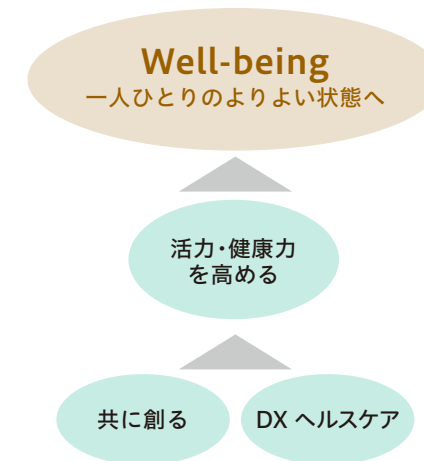 Well-being
一人ひとりのよりよい状態へ
活力・健康力
を高める
共に創る
DX ヘルスケア